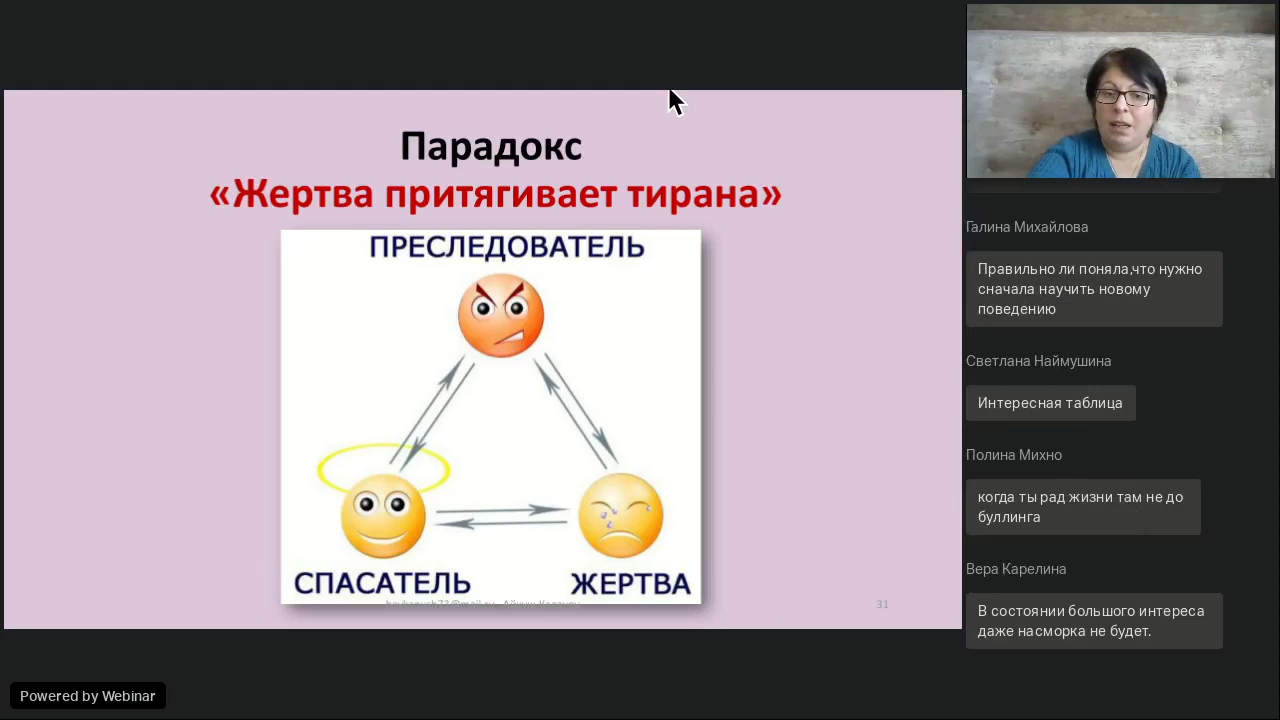 Парадокс
«Жертва притягивает тирана»
ПРЕСЛЕДОВАТЕЛЬ
СПАСАТЕЛЬ
ЖЕРТВА
31
Галина Михайлова
Правильно ли поняла,что нужно
сначала научить новому
поведению
Светлана Наймушина
Интересная таблица
Полина Михно
когда ты рад жизни там не до
буллинга
Вера Карелина
В состоянии большого интереса
даже насморка не будет.
Powered by Webinar